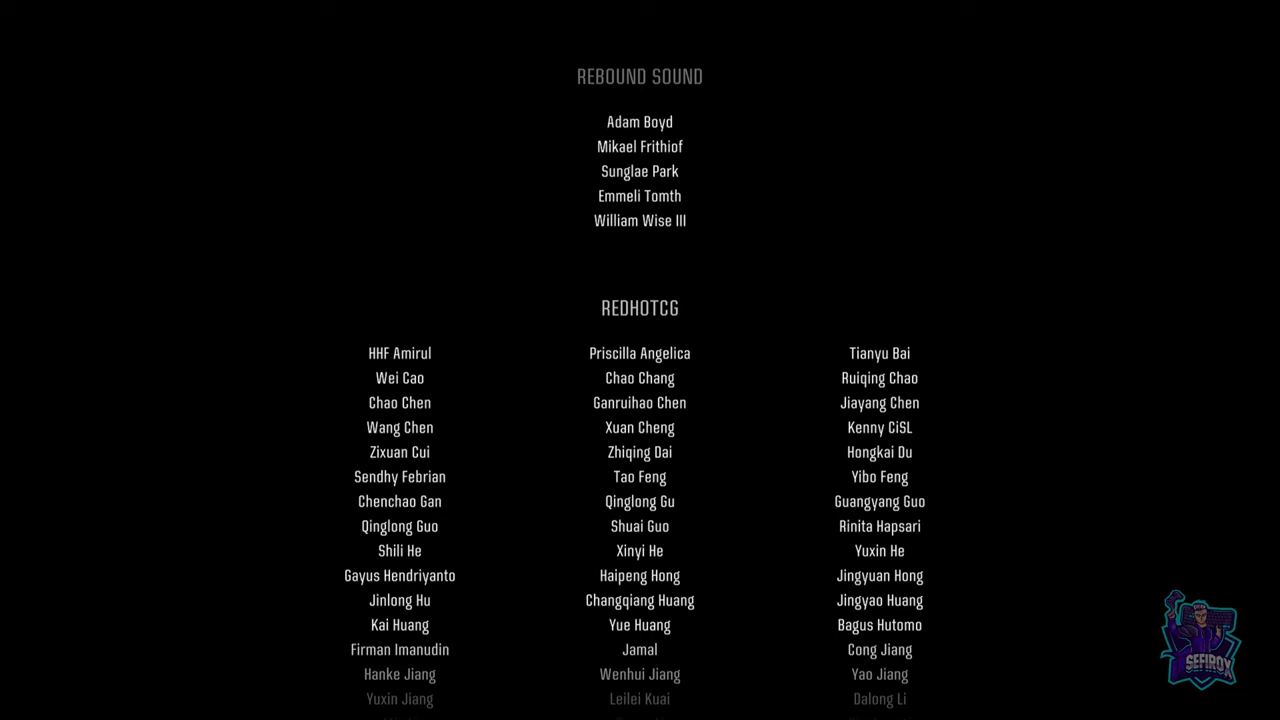 REBOUND SOUND
Adam Boyd
Mikael Frithiof
Sunglae Park
Emmeli Tomth
William Wise III
REDHOTCG
HHF Amirul Priscilla Angelica Tianyu Bai
Wei Cao Chao Chang Ruiqing Chao
Chao Chen Ganruihao Chen Jiayang Chen
Wang Chen Xuan Cheng Kenny CiSL
Zixuan Cui Zhiqing Dai Hongkai Du
Sendhy Febrian Tao Feng Yibo Feng
Chenchao Gan Qinglong Gu Guangyang Guo
Qinglong Guo Shuai Guo Rinita Hapsari
Shili He Xinyi He Yuxin He
Gayus Hendriyanto Haipeng Hong Jingyuan Hong
Jinlong Hu Changqiang Huang Jingyao Huang
Kai Huang Yue Huang Bagus Hutomo
Firman Imanudin Jamal Cong Jiang
Hanke Jiang Wenhui Jiang Yao Jiang
Yuxin Jiang Leilei Kuai Dalong Li
SEFIROX